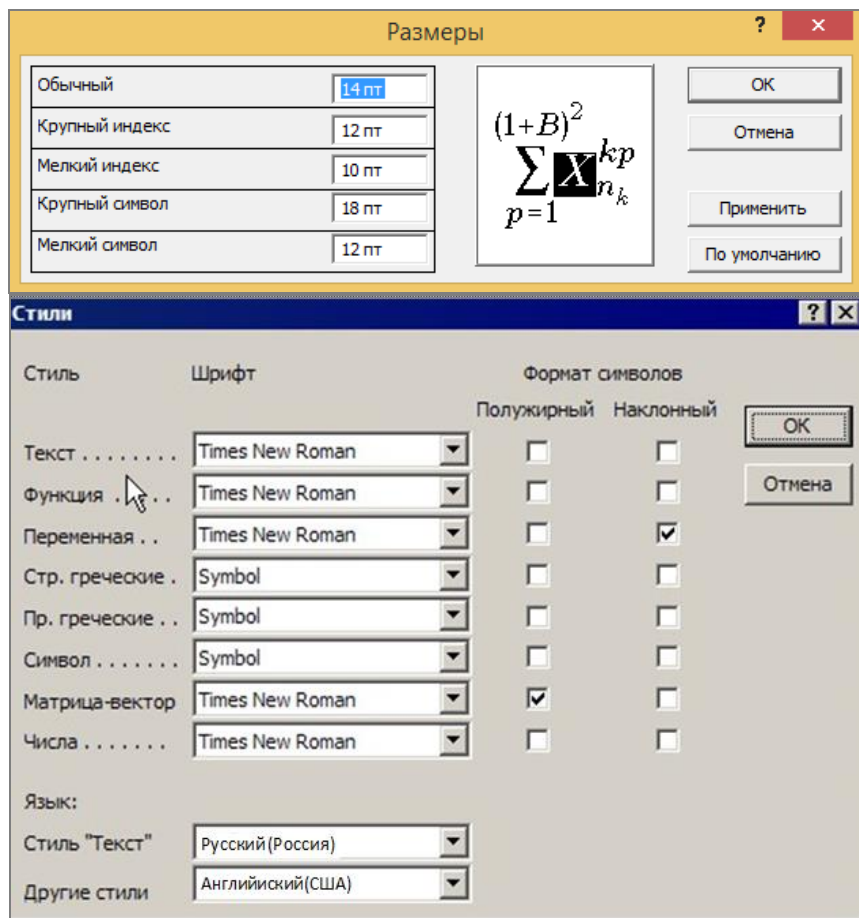 Размеры ? ×
Обычный 14 пт
Крупный индекс 12 пт
Мелкий индекс 10 пт
Крупный символ 18 пт
Мелкий символ 12 пт
(1+B)^2
∑ X^{kp}_{n_k}
p=1
OK
Отмена
Применить
По умолчанию
Стили ? ×
Стиль Шрифт Формат символов
Полужирный Наклонный
OK
Отмена
Текст . . . . . . . . Times New Roman
Функция . . . . Times New Roman
Переменная . . Times New Roman
Стр. греческие . Symbol
Пр. греческие . . Symbol
Символ . . . . . . . Symbol
Матрица-вектор Times New Roman
Числа . . . . . . . Times New Roman
Язык:
Стиль "Текст" Русский(Россия)
Другие стили Английиский(США)